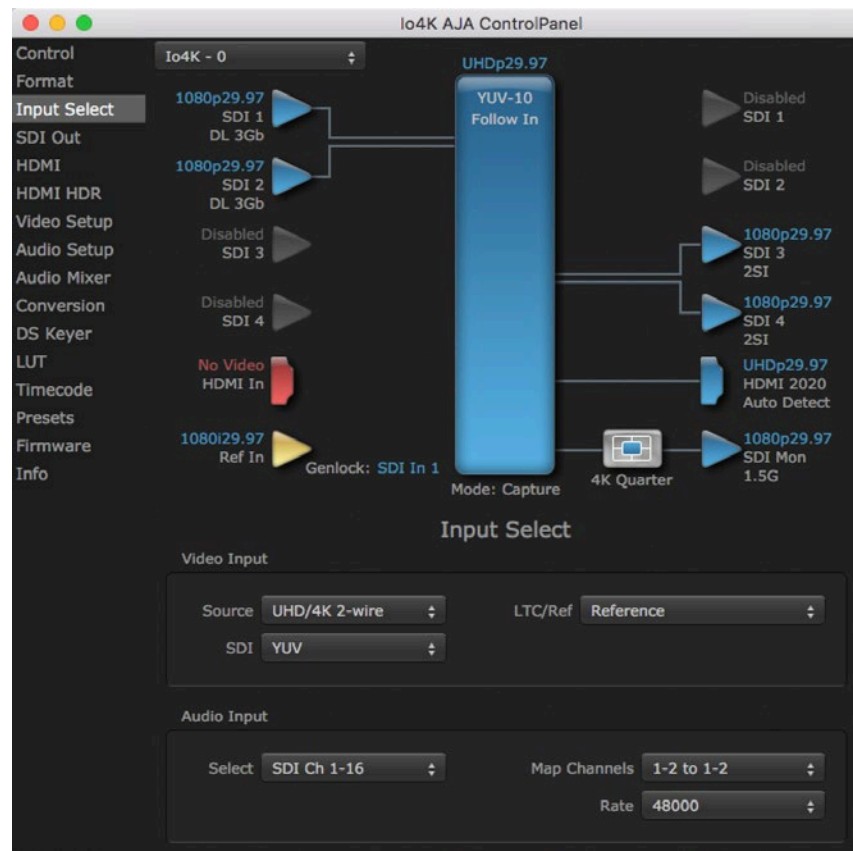 Io4K AJA ControlPanel
Control
Format
Input Select
SDI Out
HDMI
HDMI HDR
Video Setup
Audio Setup
Audio Mixer
Conversion
DS Keyer
LUT
Timecode
Presets
Firmware
Info
Io4K - 0
1080p29.97
SDI 1
DL 3Gb
1080p29.97
SDI 2
DL 3Gb
Disabled
SDI 3
Disabled
SDI 4
No Video
HDMI In
1080i29.97
Ref In
Genlock: SDI In 1
UHDp29.97
YUV-10
Follow In
Mode: Capture
Disabled
SDI 1
Disabled
SDI 2
1080p29.97
SDI 3
2SI
1080p29.97
SDI 4
2SI
UHDp29.97
HDMI 2020
Auto Detect
4K Quarter
1080p29.97
SDI Mon
1.5G
Input Select
Video Input
Source UHD/4K 2-wire LTC/Ref Reference
SDI YUV
Audio Input
Select SDI Ch 1-16 Map Channels 1-2 to 1-2
Rate 48000